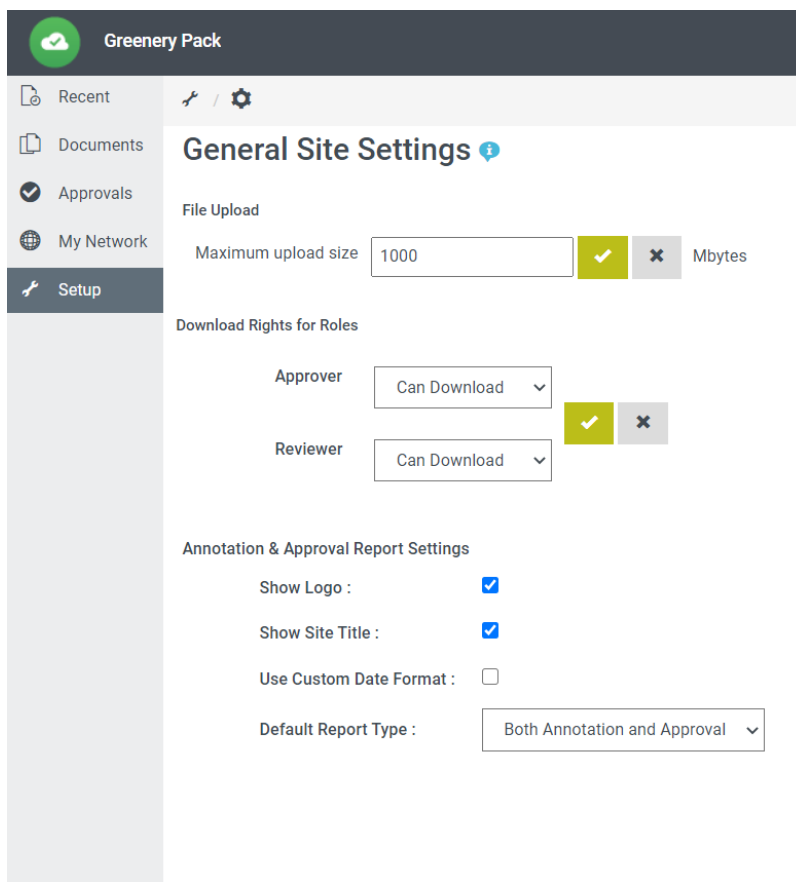 Greenery Pack
Recent
Documents
Approvals
My Network
Setup
/
General Site Settings
File Upload
Maximum upload size 1000 Mbytes
Download Rights for Roles
Approver Can Download
Reviewer Can Download
Annotation & Approval Report Settings
Show Logo :
Show Site Title :
Use Custom Date Format :
Default Report Type : Both Annotation and Approval